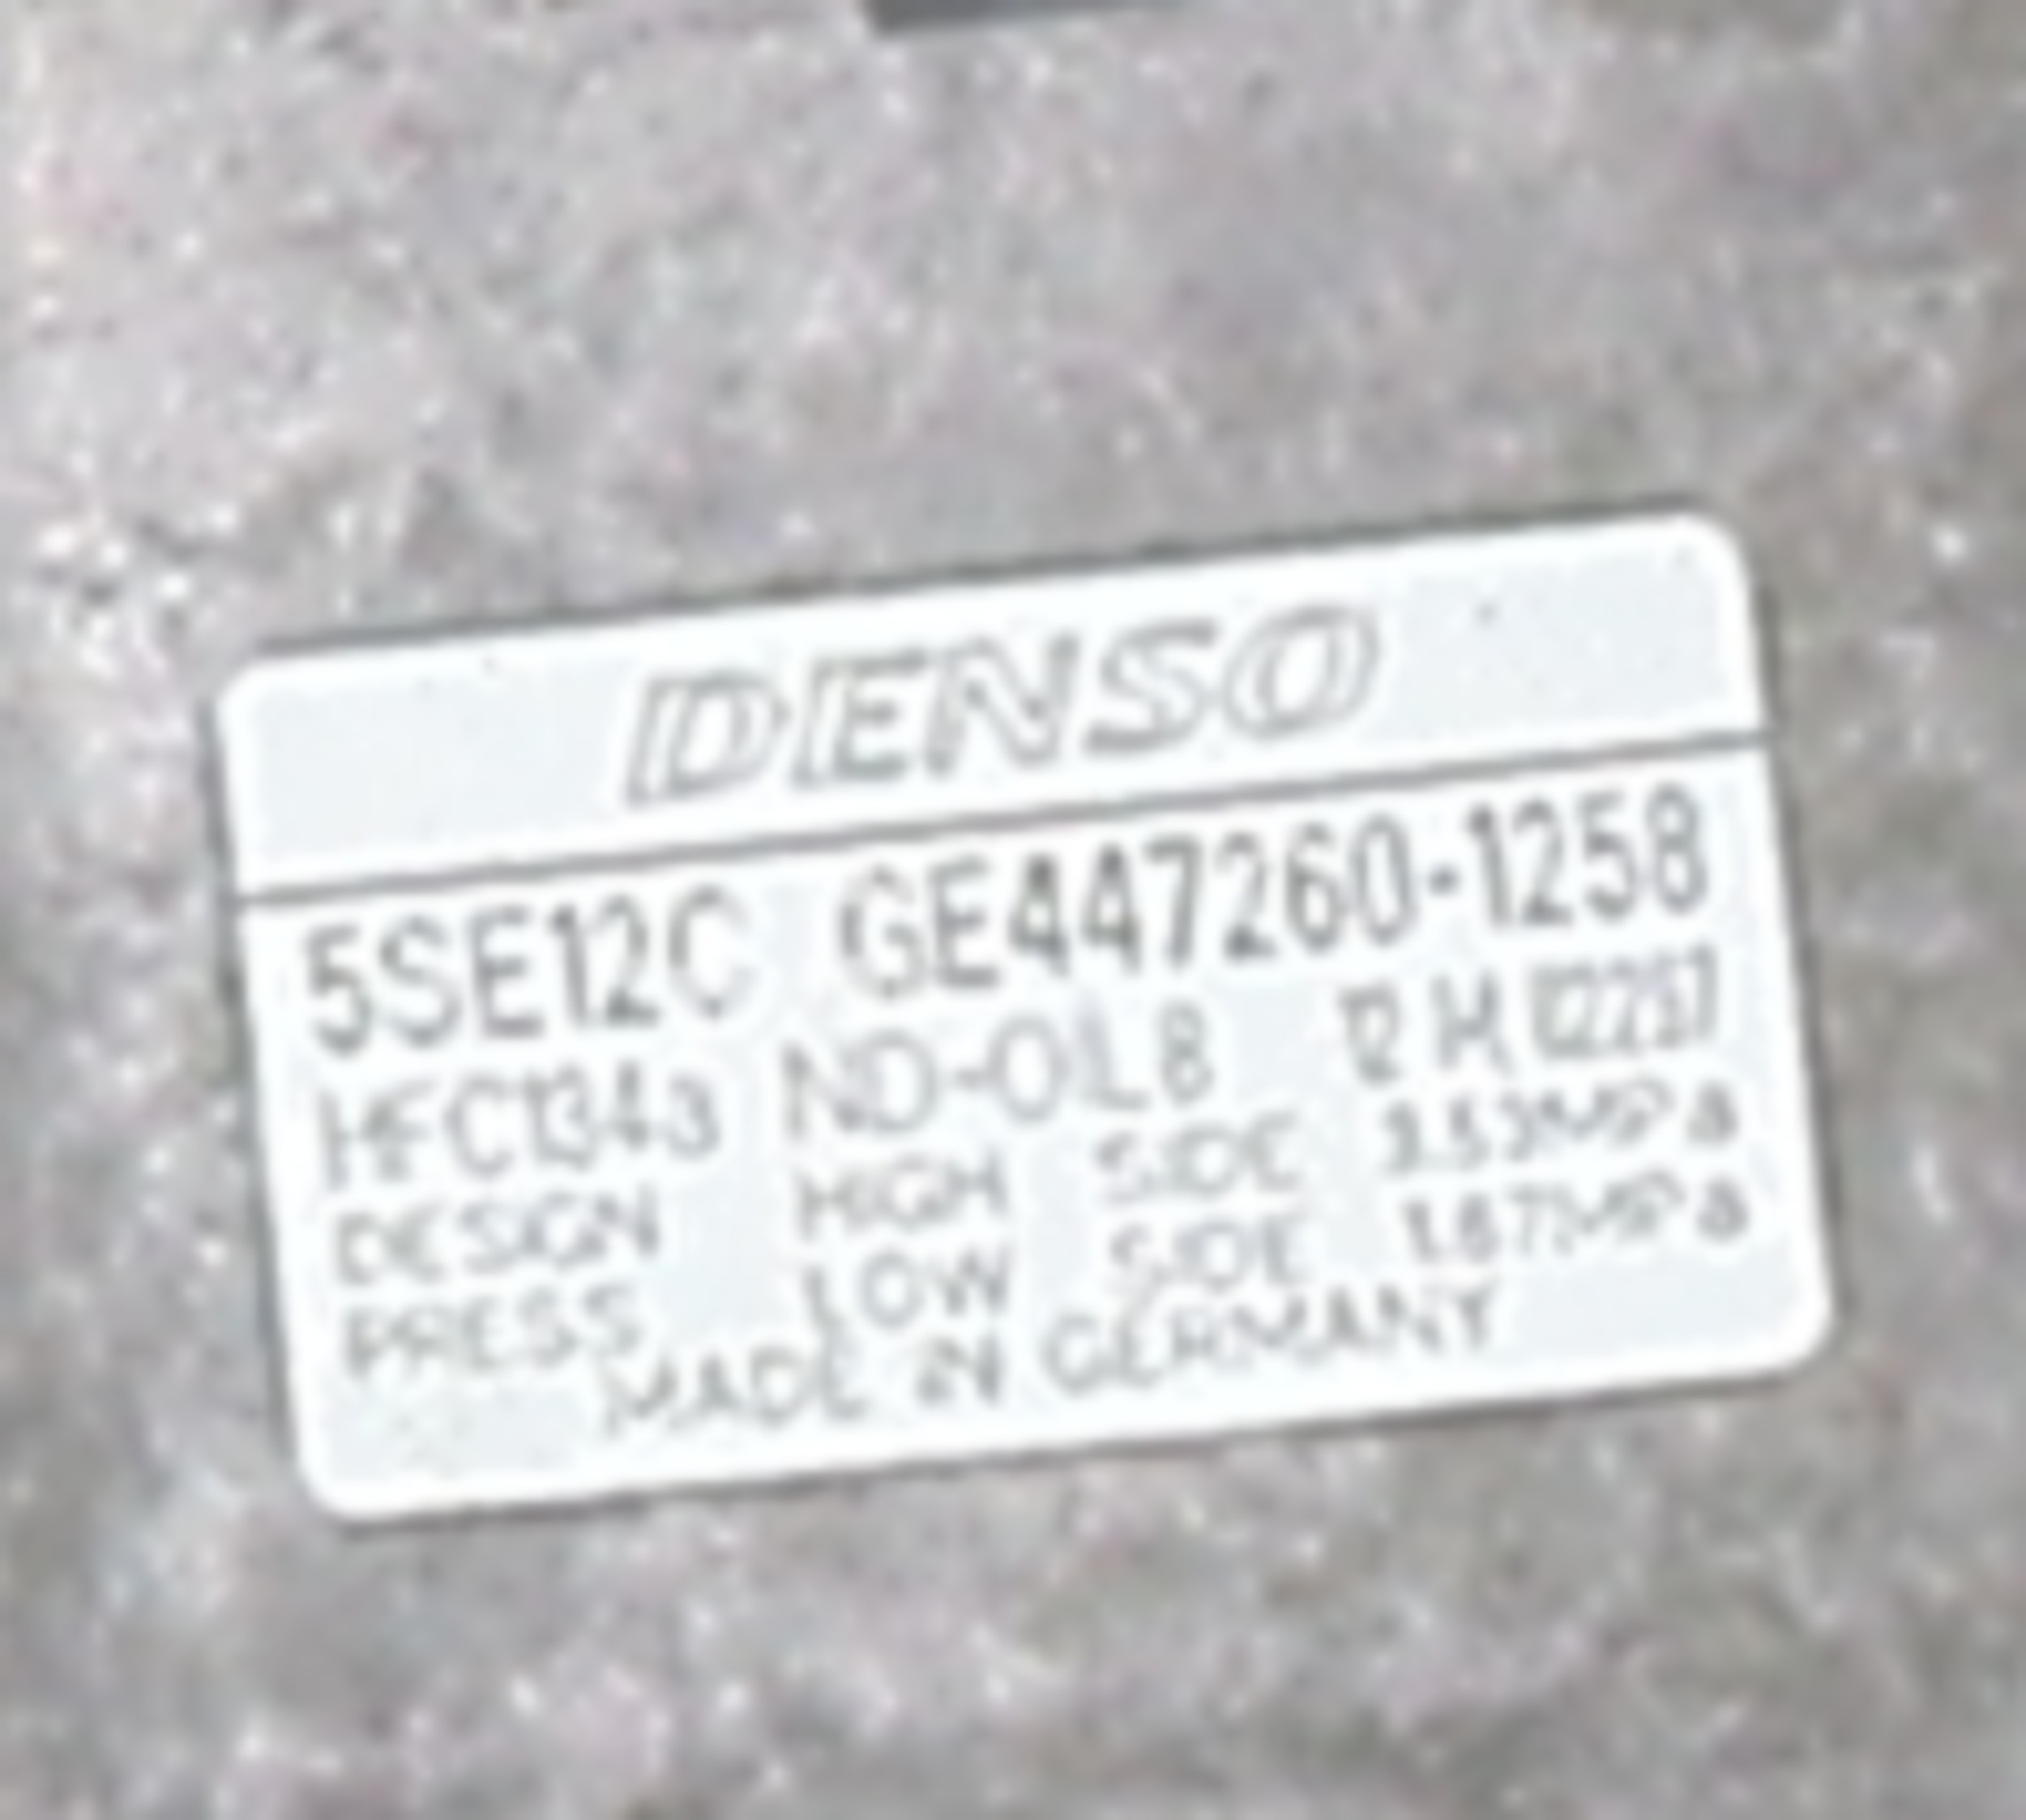 DENSO
5SE12C GE447260-1258
HFC134a ND-OIL8
DESIGN HIGH SIDE 3.53MPa
PRESS LOW SIDE 1.67MPa
MADE IN GERMANY